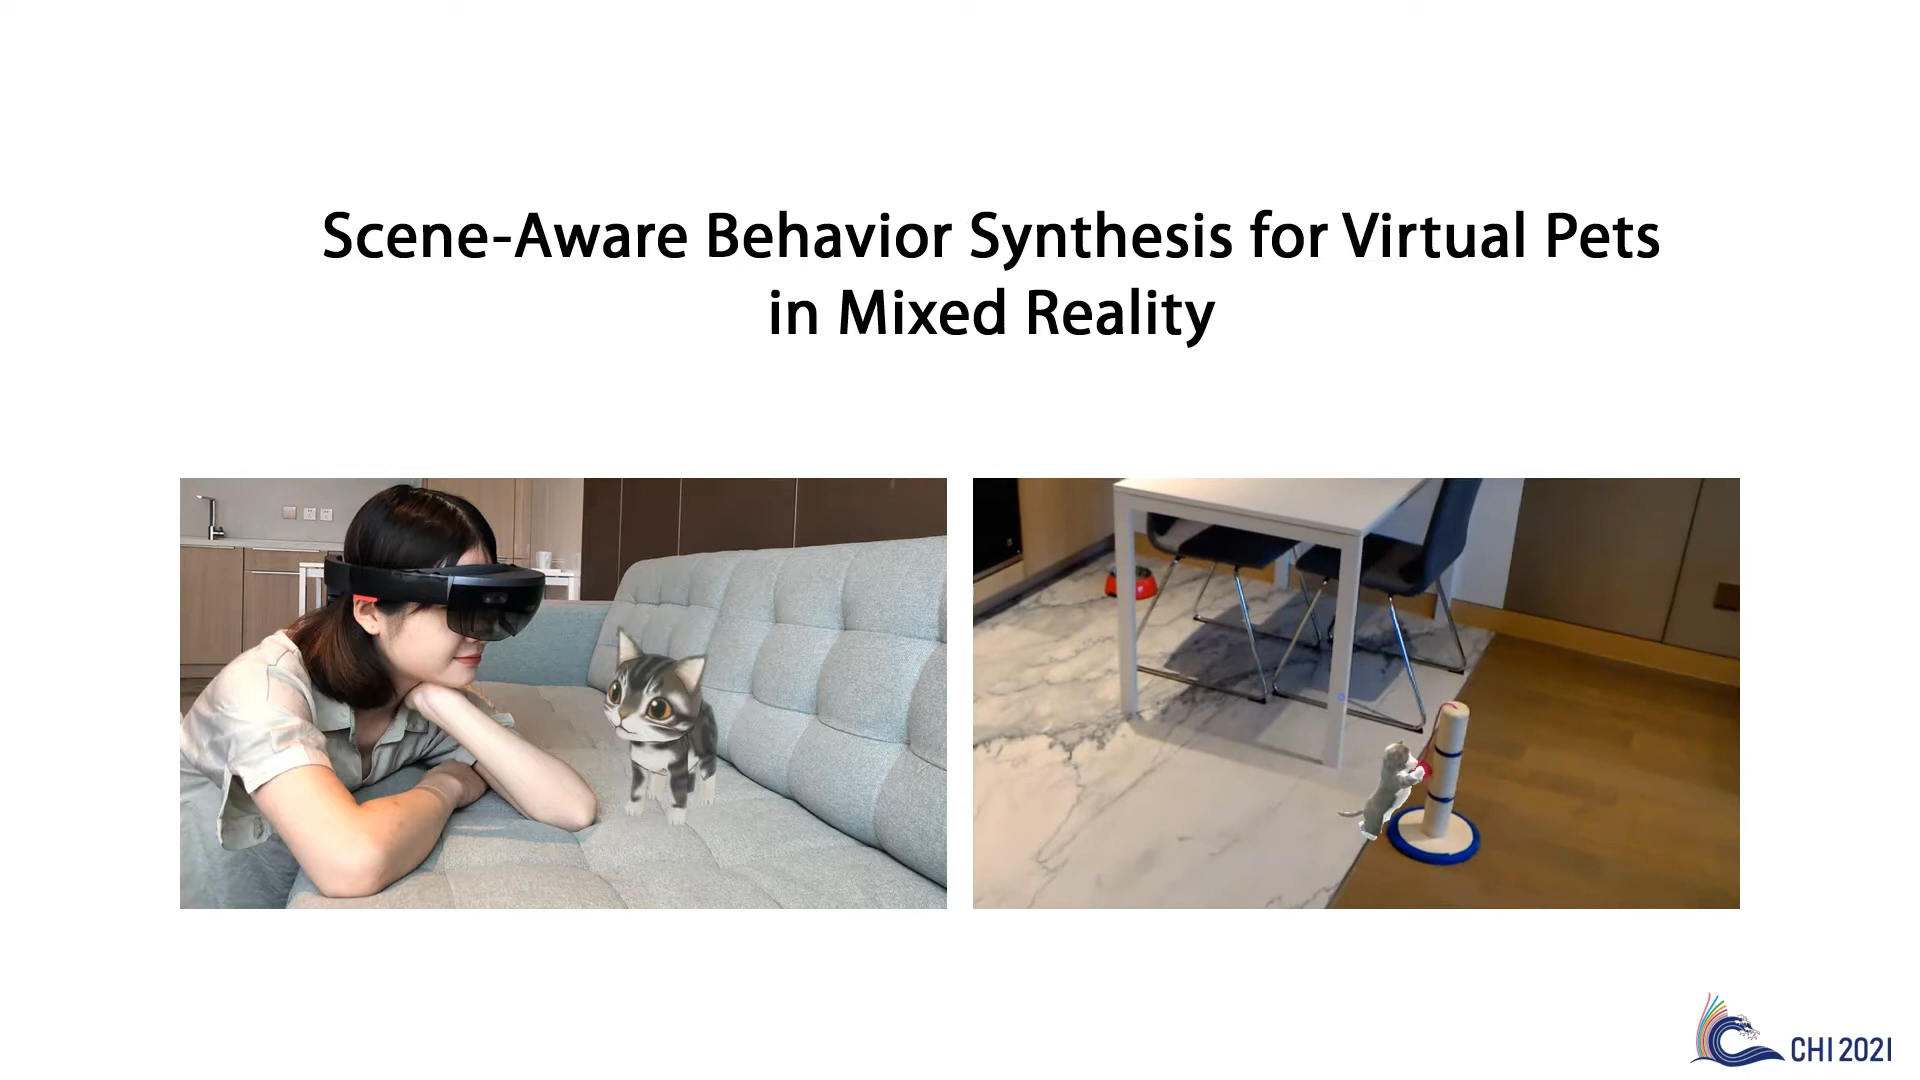 Scene-Aware Behavior Synthesis for Virtual Pets
in Mixed Reality
CHI 2021